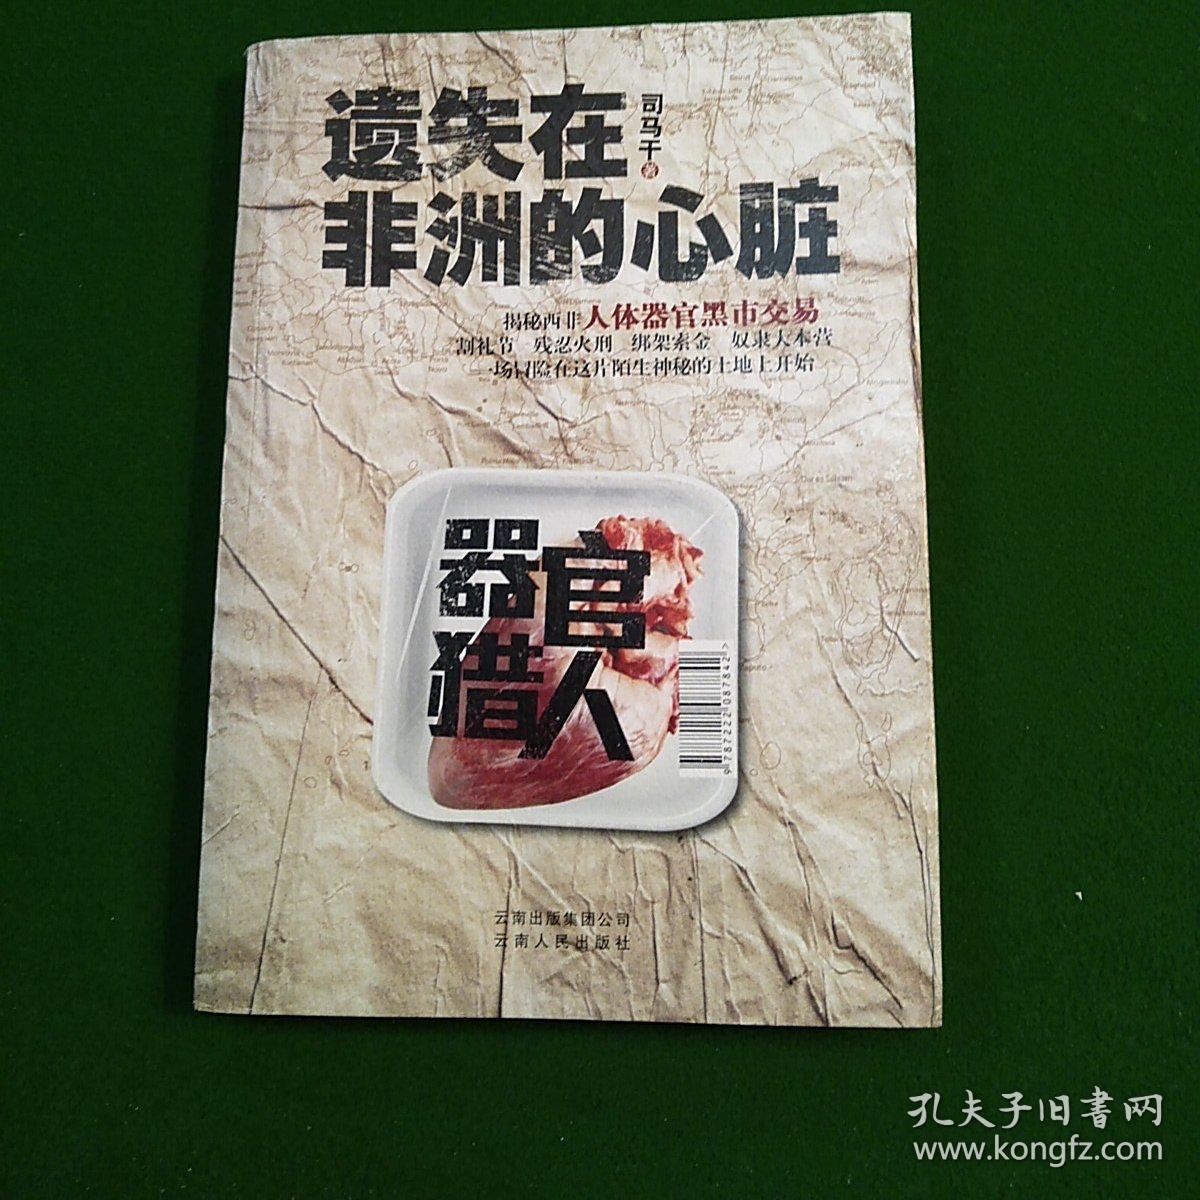 遗失在
司马干 著
非洲的心脏
揭秘西非人体器官黑市交易
割礼节 残忍火刑 绑架索金 奴隶大本营
一场冒险在这片陌生神秘的土地上开始
器官
猎人
9787222087842>
云南出版集团公司
云南人民出版社
孔夫子旧書网
www.kongfz.com